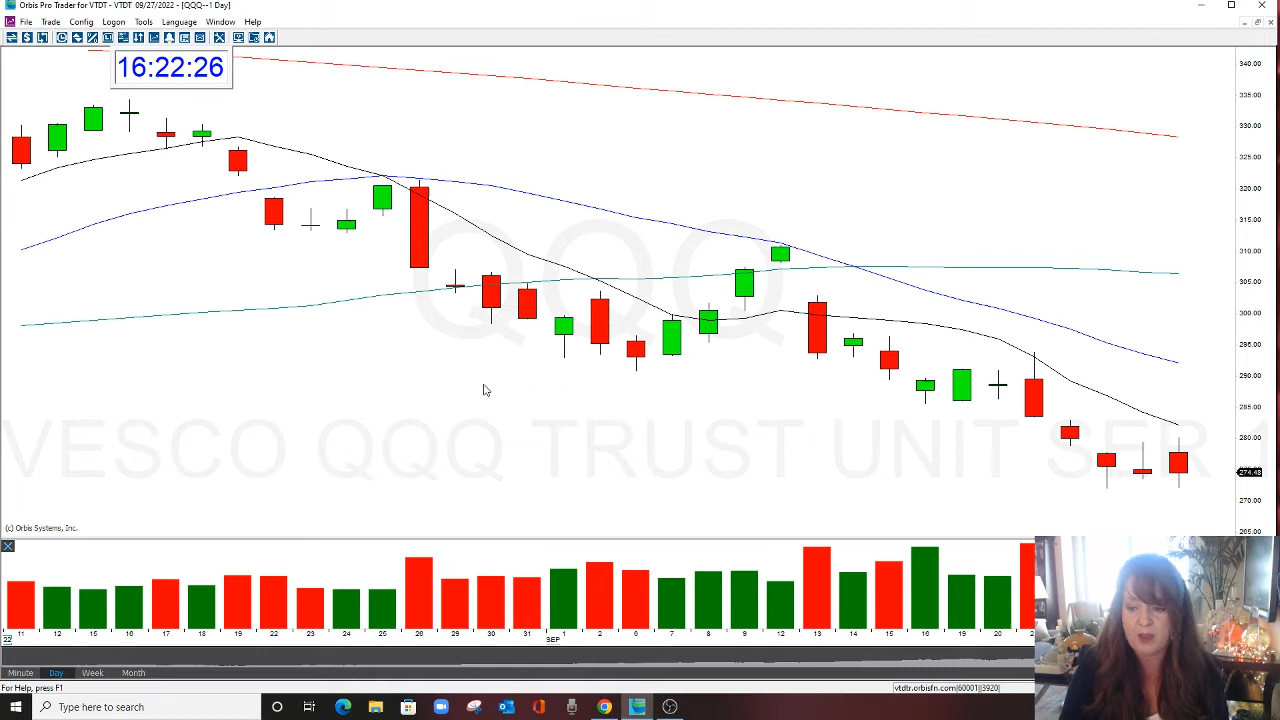 Orbis Pro Trader for VTDT - VTDT 09/27/2022 - [QQQ--1 Day]
File Trade Config Logon Tools Language Window Help
16:22:26
340.00
335.00
330.00
325.00
320.00
315.00
310.00
305.00
300.00
295.00
290.00
285.00
280.00
274.48
270.00
265.00
QQQ
VESCO QQQ TRUST UNIT SER 1
(c) Orbis Systems, Inc.
11 12 15 16 17 18 19 22 23 24 25 26 29 30 31 1 2 6 7 8 9 12 13 14 15 16 19 20
22 SEP
Minute Day Week Month
For Help, press F1
vtdtr.orbisfn.com|60001||3920|
Type here to search